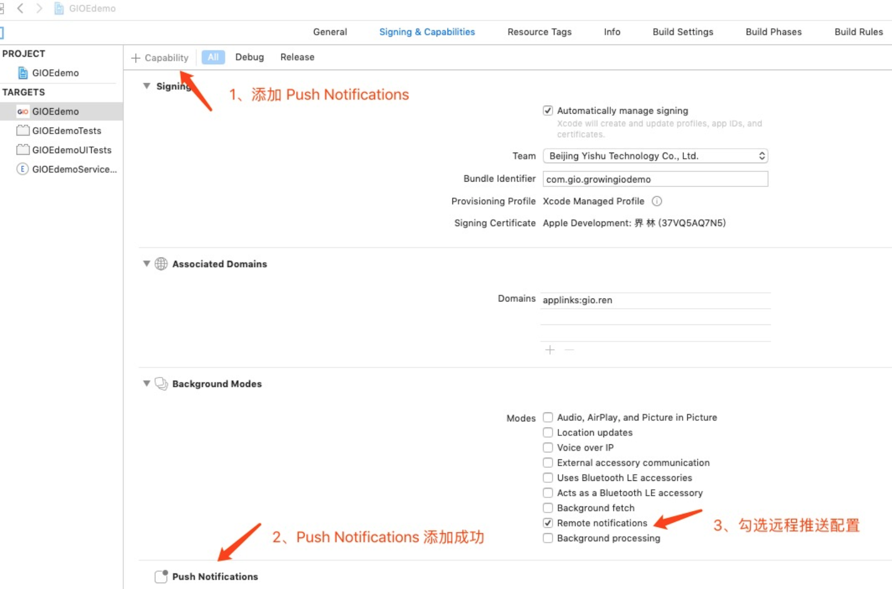 GIOEdemo
General Signing & Capabilities Resource Tags Info Build Settings Build Phases Build Rules
PROJECT
GIOEdemo
TARGETS
GIOEdemo
GIOEdemoTests
GIOEdemoUITests
GIOEdemoService...
+ Capability All Debug Release
Signing
1、添加 Push Notifications
Automatically manage signing
Xcode will create and update profiles, app IDs, and
certificates.
Team Beijing Yishu Technology Co., Ltd.
Bundle Identifier com.gio.growingiodemo
Provisioning Profile Xcode Managed Profile
Signing Certificate Apple Development: 界 林 (37VQ5AQ7N5)
Associated Domains
Domains applinks:gio.ren
Background Modes
Modes Audio, AirPlay, and Picture in Picture
Location updates
Voice over IP
External accessory communication
Uses Bluetooth LE accessories
Acts as a Bluetooth LE accessory
Background fetch
Remote notifications
3、勾选远程推送配置
Background processing
2、Push Notifications 添加成功
Push Notifications